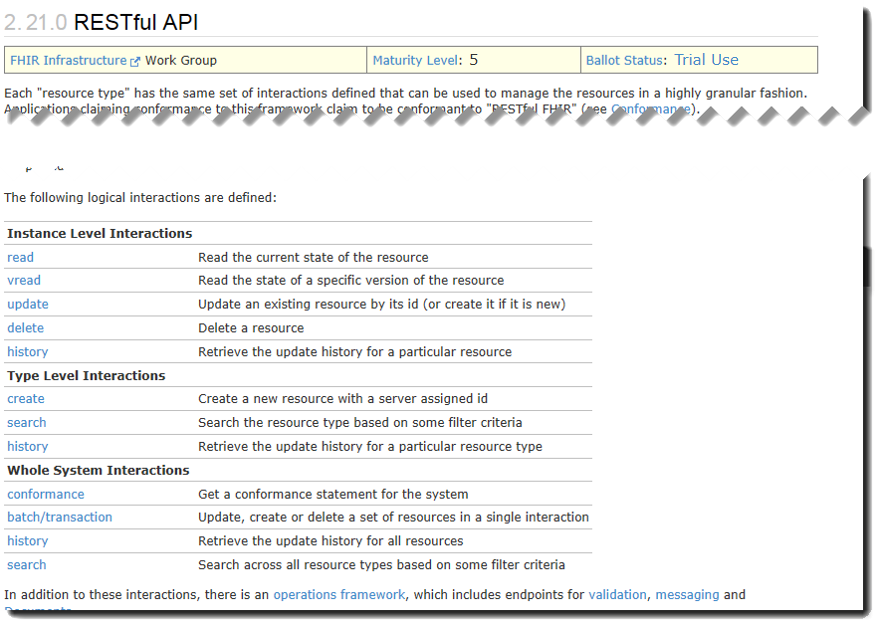 2.21.0 RESTful API
FHIR Infrastructure Work Group Maturity Level: 5 Ballot Status: Trial Use
Each "resource type" has the same set of interactions defined that can be used to manage the resources in a highly granular fashion.
Applications claiming conformance to this framework claim to be conformant to "RESTful FHIR" (see Conformance).
The following logical interactions are defined:
Instance Level Interactions
read Read the current state of the resource
vread Read the state of a specific version of the resource
update Update an existing resource by its id (or create it if it is new)
delete Delete a resource
history Retrieve the update history for a particular resource
Type Level Interactions
create Create a new resource with a server assigned id
search Search the resource type based on some filter criteria
history Retrieve the update history for a particular resource type
Whole System Interactions
conformance Get a conformance statement for the system
batch/transaction Update, create or delete a set of resources in a single interaction
history Retrieve the update history for all resources
search Search across all resource types based on some filter criteria
In addition to these interactions, there is an operations framework, which includes endpoints for validation, messaging and